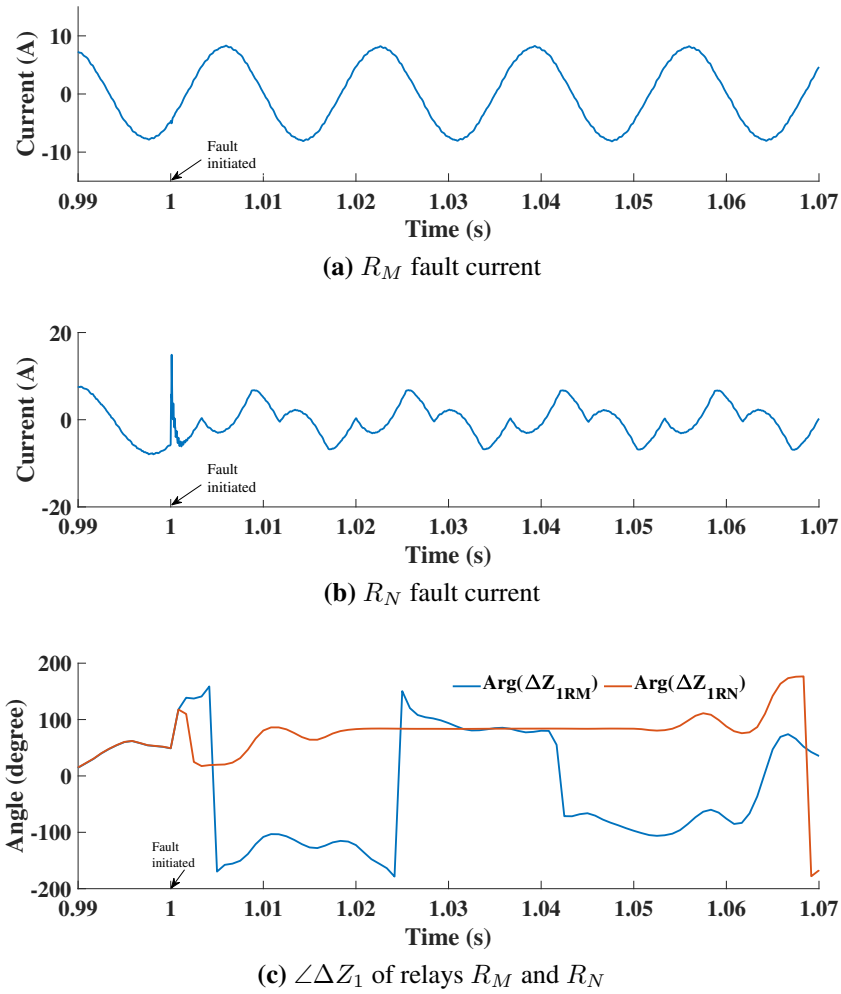 10
0
-10
Current (A)
Fault
initiated
0.99 1 1.01 1.02 1.03 1.04 1.05 1.06 1.07
Time (s)
(a) R_M fault current
20
0
-20
Current (A)
Fault
initiated
0.99 1 1.01 1.02 1.03 1.04 1.05 1.06 1.07
Time (s)
(b) R_N fault current
200
100
0
-100
-200
Angle (degree)
Arg(ΔZ_1RM) Arg(ΔZ_1RN)
Fault
initiated
0.99 1 1.01 1.02 1.03 1.04 1.05 1.06 1.07
Time (s)
(c) ∠ΔZ_1 of relays R_M and R_N